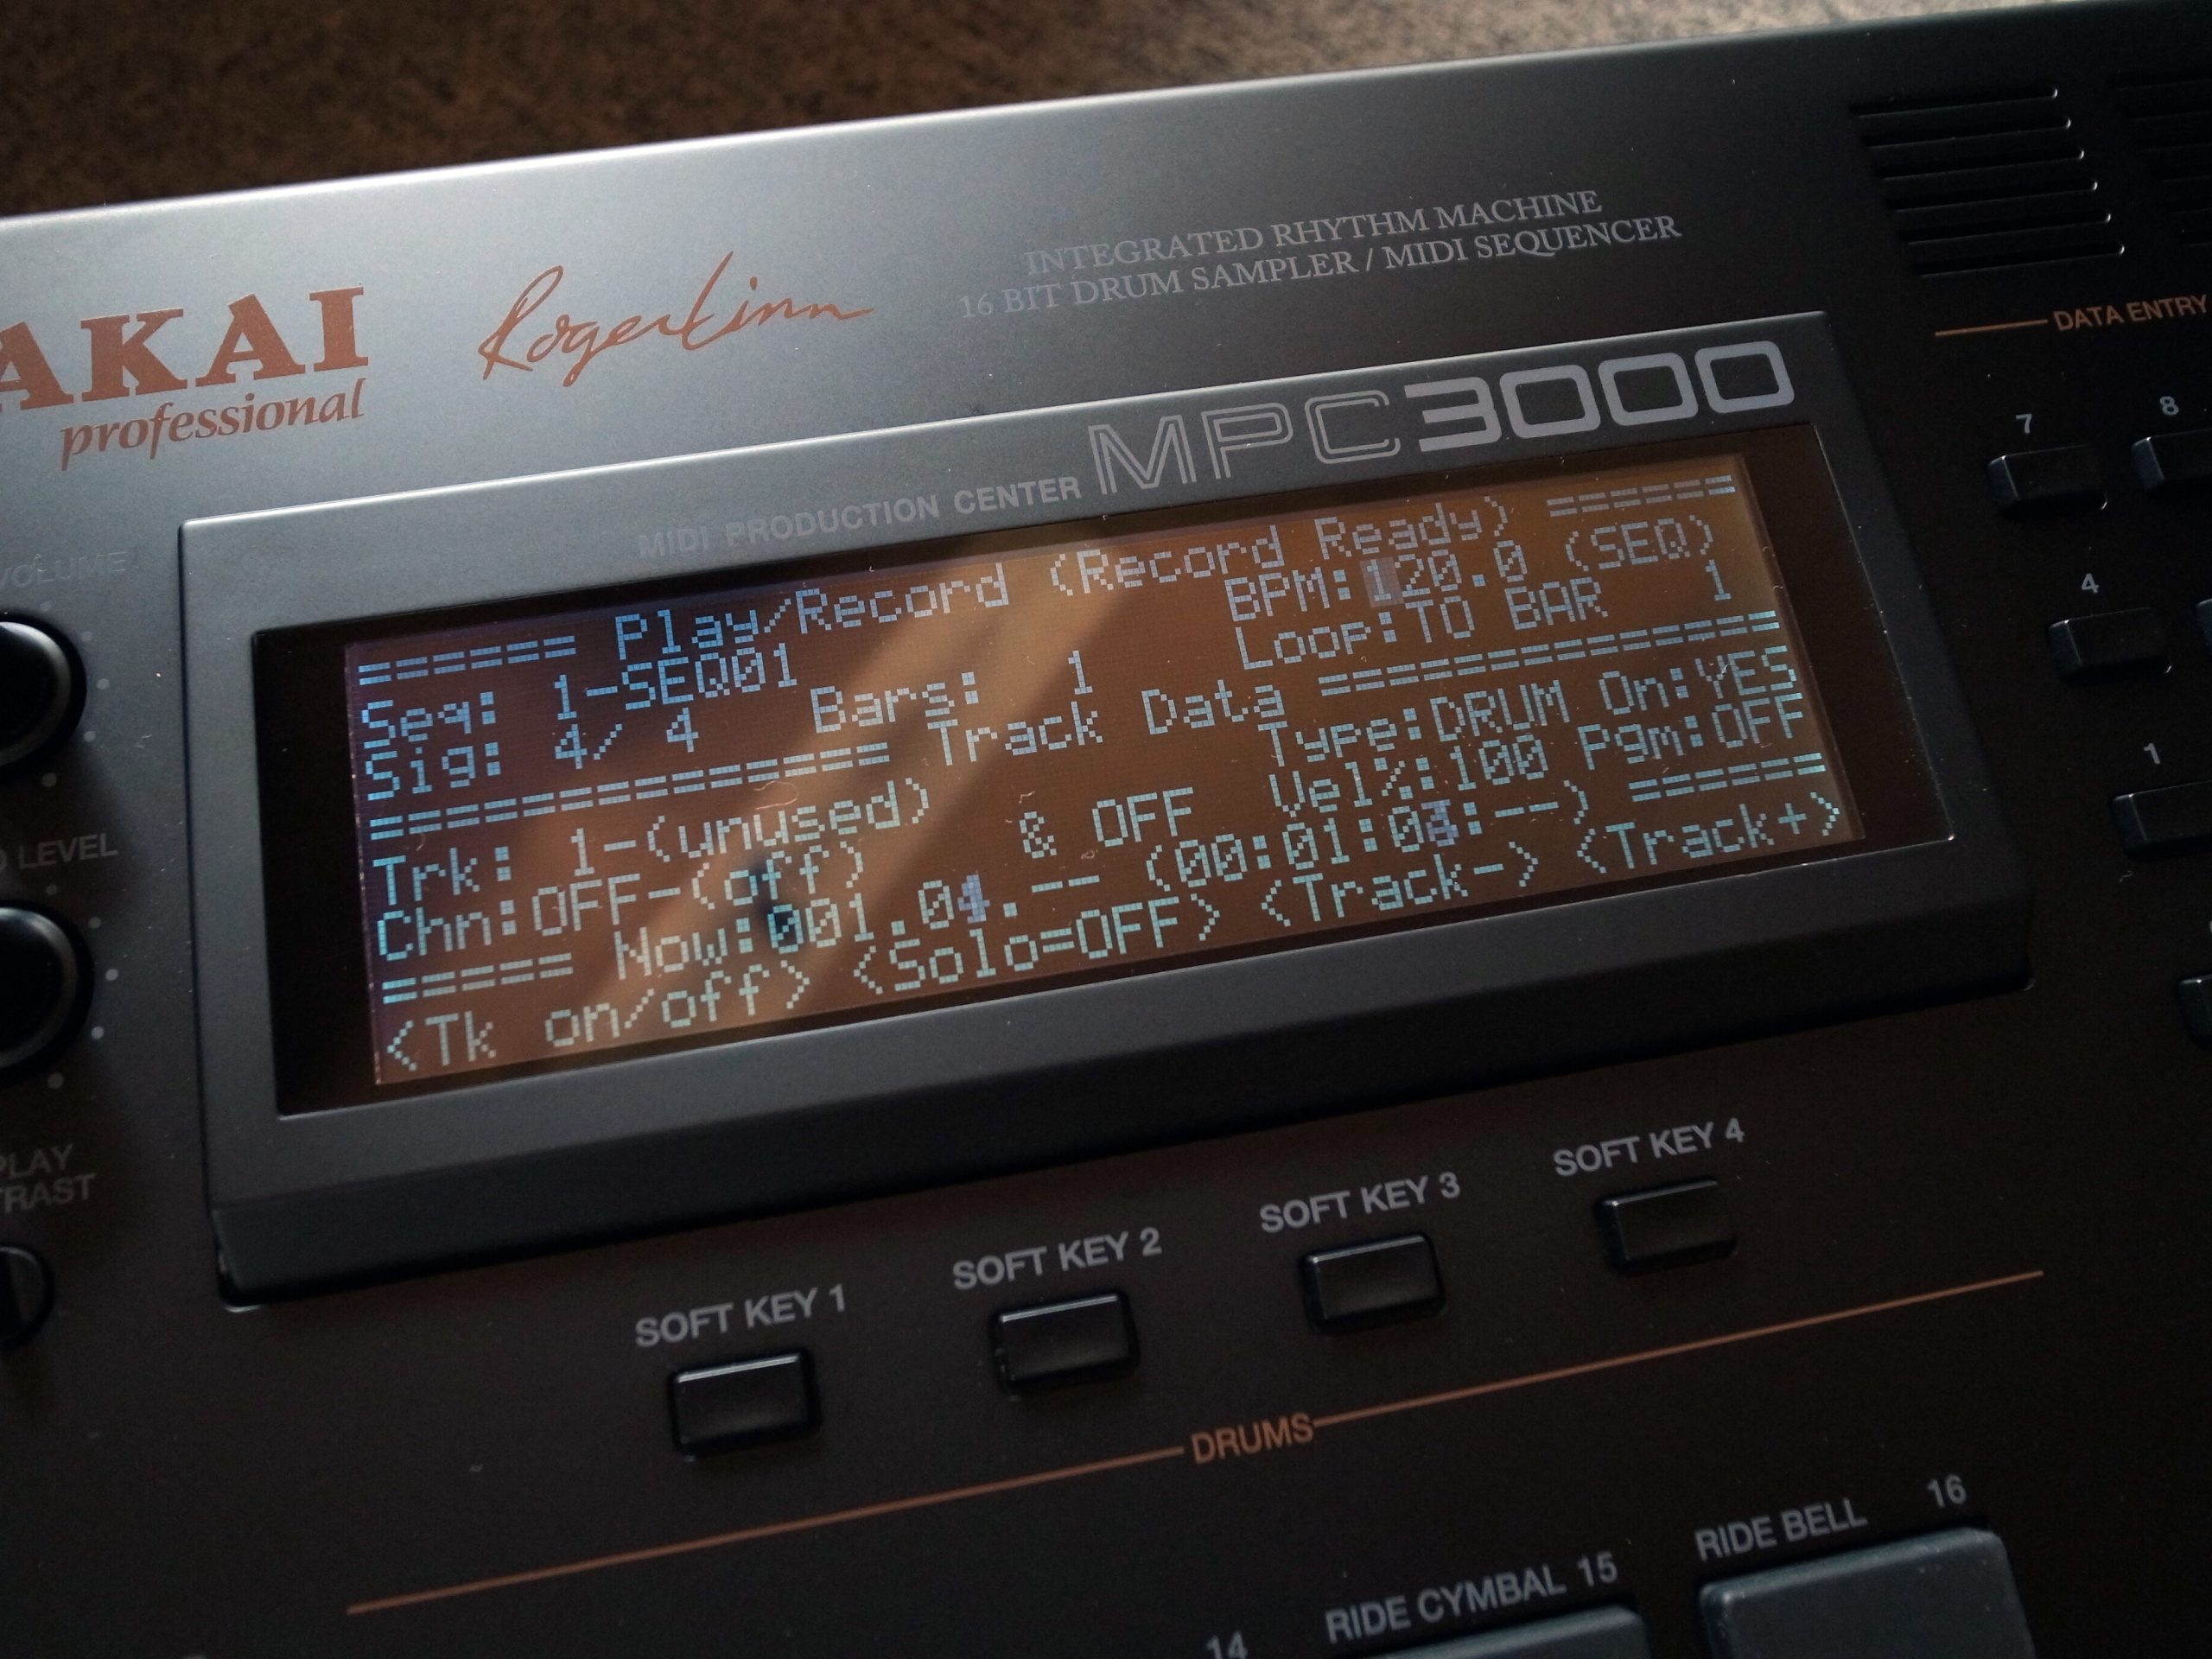 AKAI
professional
Roger Linn
INTEGRATED RHYTHM MACHINE
16 BIT DRUM SAMPLER / MIDI SEQUENCER
MIDI PRODUCTION CENTER MPC3000
====== Play/Record (Record Ready) ======
Seq: 1-SEQ01 BPM:120.0 (SEQ)
Sig: 4/ 4 Bars: 1 Loop:TO BAR 1
============== Track Data ==============
Trk: 1-(unused) Type:DRUM On:YES
Chn:OFF-(off) & OFF Vel%:100 Pgm:OFF
===== Now:001.04.-- (00:01:04:--) ======
<Tk on/off> <Solo=OFF> <Track-> <Track+>
VOLUME
LEVEL
DATA ENTRY
7
8
4
1
SOFT KEY 1
SOFT KEY 2
SOFT KEY 3
SOFT KEY 4
DRUMS
14
RIDE CYMBAL 15
RIDE BELL 16